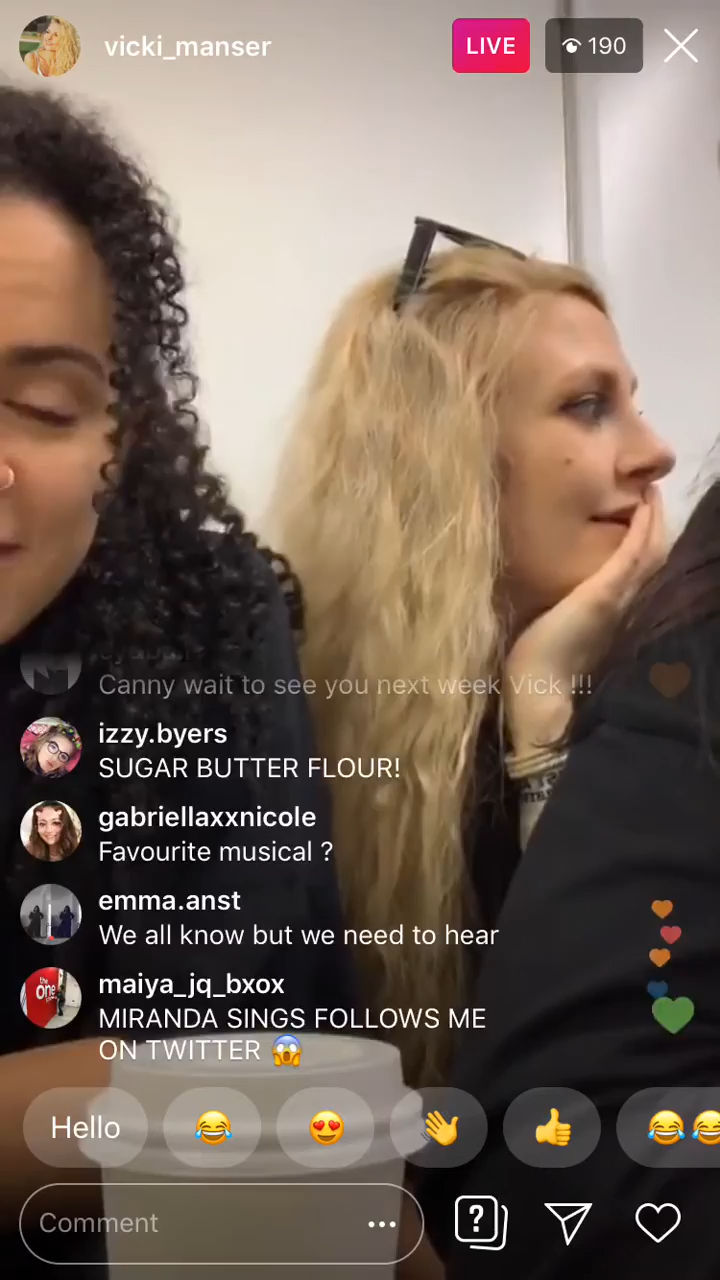 vicki_manser
LIVE
190
Canny wait to see you next week Vick !!!
izzy.byers
SUGAR BUTTER FLOUR!
gabriellaxxnicole
Favourite musical ?
emma.anst
We all know but we need to hear
maiya_jq_bxox
MIRANDA SINGS FOLLOWS ME
ON TWITTER 😱
Hello 😂 😍 👋 👍 😂😂
Comment